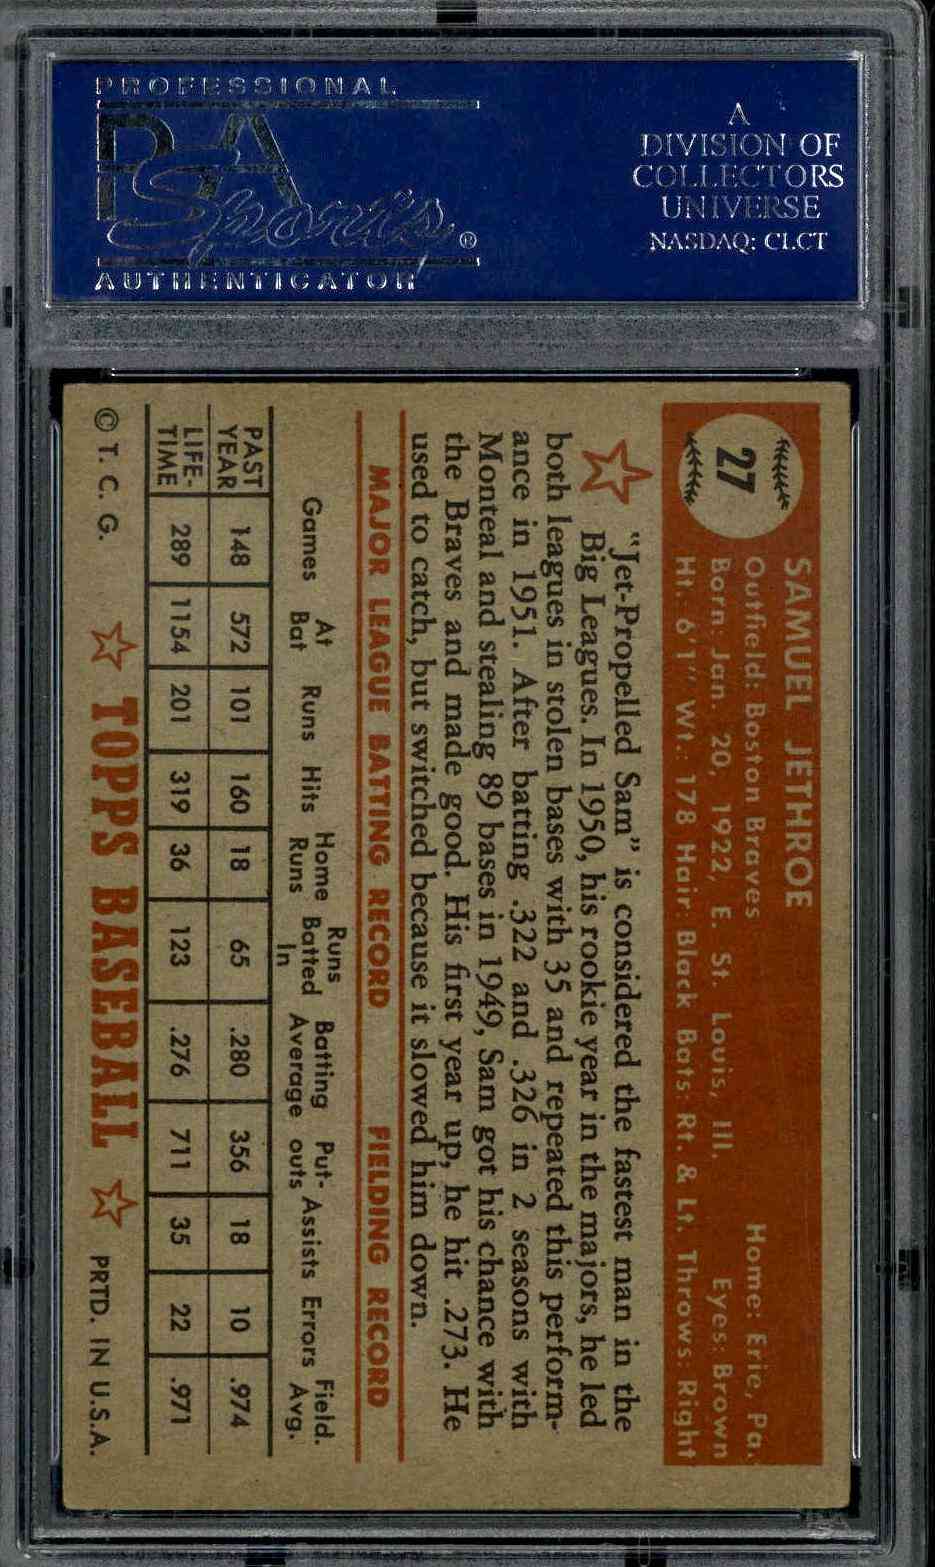 PROFESSIONAL
PSA
Sports®
AUTHENTICATOR
A
DIVISION OF
COLLECTORS
UNIVERSE
NASDAQ: CLCT
27
SAMUEL JETHROE
Outfield: Boston Braves Home: Erie, Pa.
Born: Jan. 20, 1922, E. St. Louis, Ill. Eyes: Brown
Ht.: 6'1" Wt.: 178 Hair: Black Bats: Rt. & Lt. Throws: Right
"Jet-Propelled Sam" is considered the fastest man in the
Big Leagues. In 1950, his rookie year in the majors, he led
both leagues in stolen bases with 35 and repeated this perform-
ance in 1951. After batting .322 and .326 in 2 seasons with
Monteal and stealing 89 bases in 1949, Sam got his chance with
the Braves and made good. His first year up, he hit .273. He
used to catch, but switched because it slowed him down.
MAJOR LEAGUE BATTING RECORD FIELDING RECORD
Games At Bat Runs Hits Home Runs Runs Batted In Batting Average Put-outs Assists Errors Field. Avg.
PAST YEAR 148 572 101 160 18 65 .280 356 18 10 .974
LIFE-TIME 289 1154 201 319 36 123 .276 711 35 22 .971
© T. C. G. TOPPS BASEBALL PRTD. IN U.S.A.